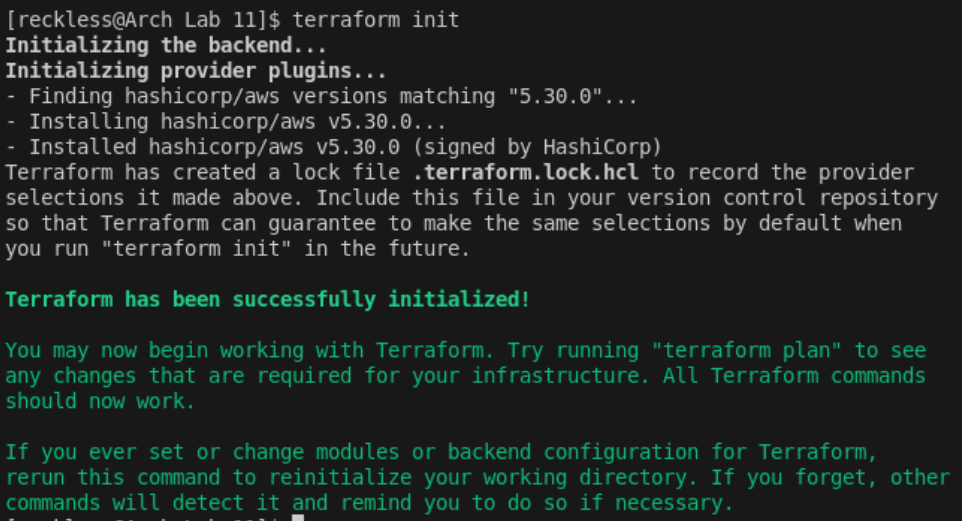 [reckless@Arch Lab 11]$ terraform init
Initializing the backend...
Initializing provider plugins...
- Finding hashicorp/aws versions matching "5.30.0"...
- Installing hashicorp/aws v5.30.0...
- Installed hashicorp/aws v5.30.0 (signed by HashiCorp)
Terraform has created a lock file .terraform.lock.hcl to record the provider
selections it made above. Include this file in your version control repository
so that Terraform can guarantee to make the same selections by default when
you run "terraform init" in the future.
Terraform has been successfully initialized!
You may now begin working with Terraform. Try running "terraform plan" to see
any changes that are required for your infrastructure. All Terraform commands
should now work.
If you ever set or change modules or backend configuration for Terraform,
rerun this command to reinitialize your working directory. If you forget, other
commands will detect it and remind you to do so if necessary.